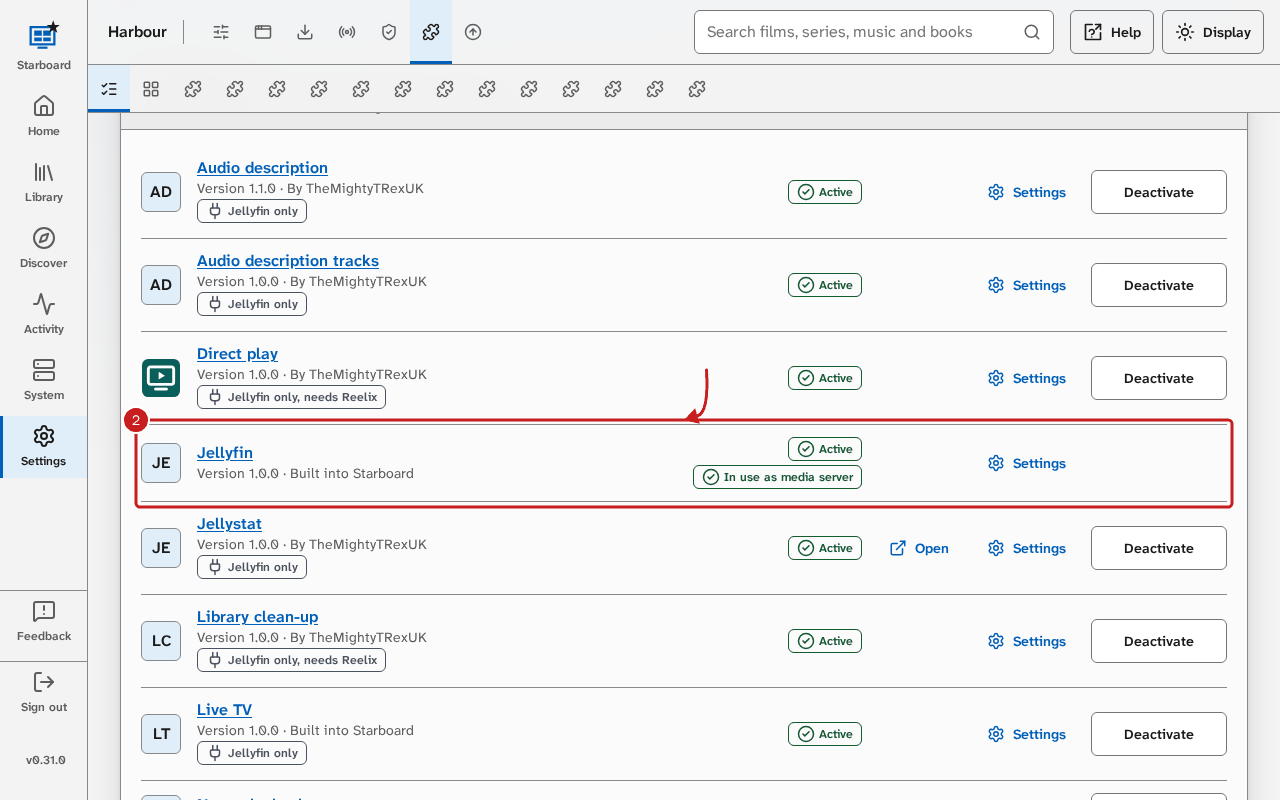 Starboard
Home
Library
Discover
Activity
System
Settings
Feedback
Sign out
v0.31.0
Harbour
Search films, series, music and books
Help
Display
AD
Audio description
Version 1.1.0 · By TheMightyTRexUK
Jellyfin only
Active
Settings
Deactivate
AD
Audio description tracks
Version 1.0.0 · By TheMightyTRexUK
Jellyfin only
Active
Settings
Deactivate
Direct play
Version 1.0.0 · By TheMightyTRexUK
Jellyfin only, needs Reelix
Active
Settings
Deactivate
2
JE
Jellyfin
Version 1.0.0 · Built into Starboard
Active
In use as media server
Settings
JE
Jellystat
Version 1.0.0 · By TheMightyTRexUK
Jellyfin only
Active
Open
Settings
Deactivate
LC
Library clean-up
Version 1.0.0 · By TheMightyTRexUK
Jellyfin only, needs Reelix
Active
Settings
Deactivate
LT
Live TV
Version 1.0.0 · Built into Starboard
Jellyfin only
Active
Settings
Deactivate